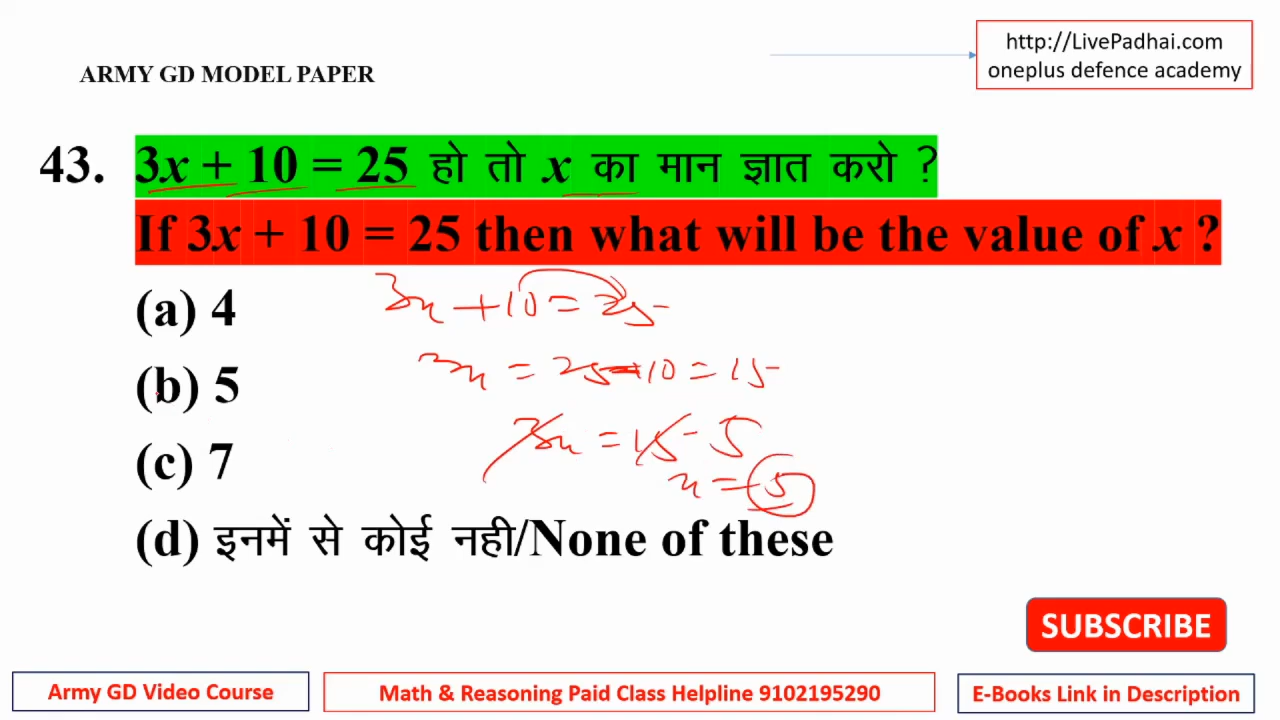 http://LivePadhai.com
oneplus defence academy
ARMY GD MODEL PAPER
43. 3x + 10 = 25 हो तो x का मान ज्ञात करो ?
If 3x + 10 = 25 then what will be the value of x ?
(a) 4
3x + 10 = 25
(b) 5
3x = 25 - 10 = 15
(c) 7
3x = 15 5
x = 5
(d) इनमें से कोई नही/None of these
SUBSCRIBE
Army GD Video Course
Math & Reasoning Paid Class Helpline 9102195290
E-Books Link in Description